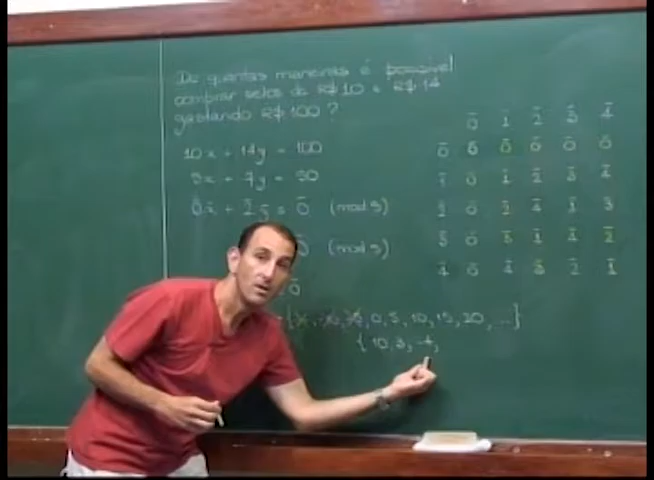 De quantas maneiras é possível
comprar selos de R$10 e R$14
gastando R$100?
10x + 14y = 100
5x + 7y = 50
0̄x̄ + 2̄ȳ = 0̄ (mod 5)
0̄ (mod 5)
0̄
0, 5, 10, 15, 20, ...}
{10, 3, -4,
0̄ 1̄ 2̄ 3̄ 4̄
0̄ 0̄ 0̄ 0̄ 0̄ 0̄
1̄ 0̄ 1̄ 2̄ 3̄ 4̄
2̄ 0̄ 2̄ 4̄ 1̄ 3̄
3̄ 0̄ 3̄ 1̄ 4̄ 2̄
4̄ 0̄ 4̄ 3̄ 2̄ 1̄